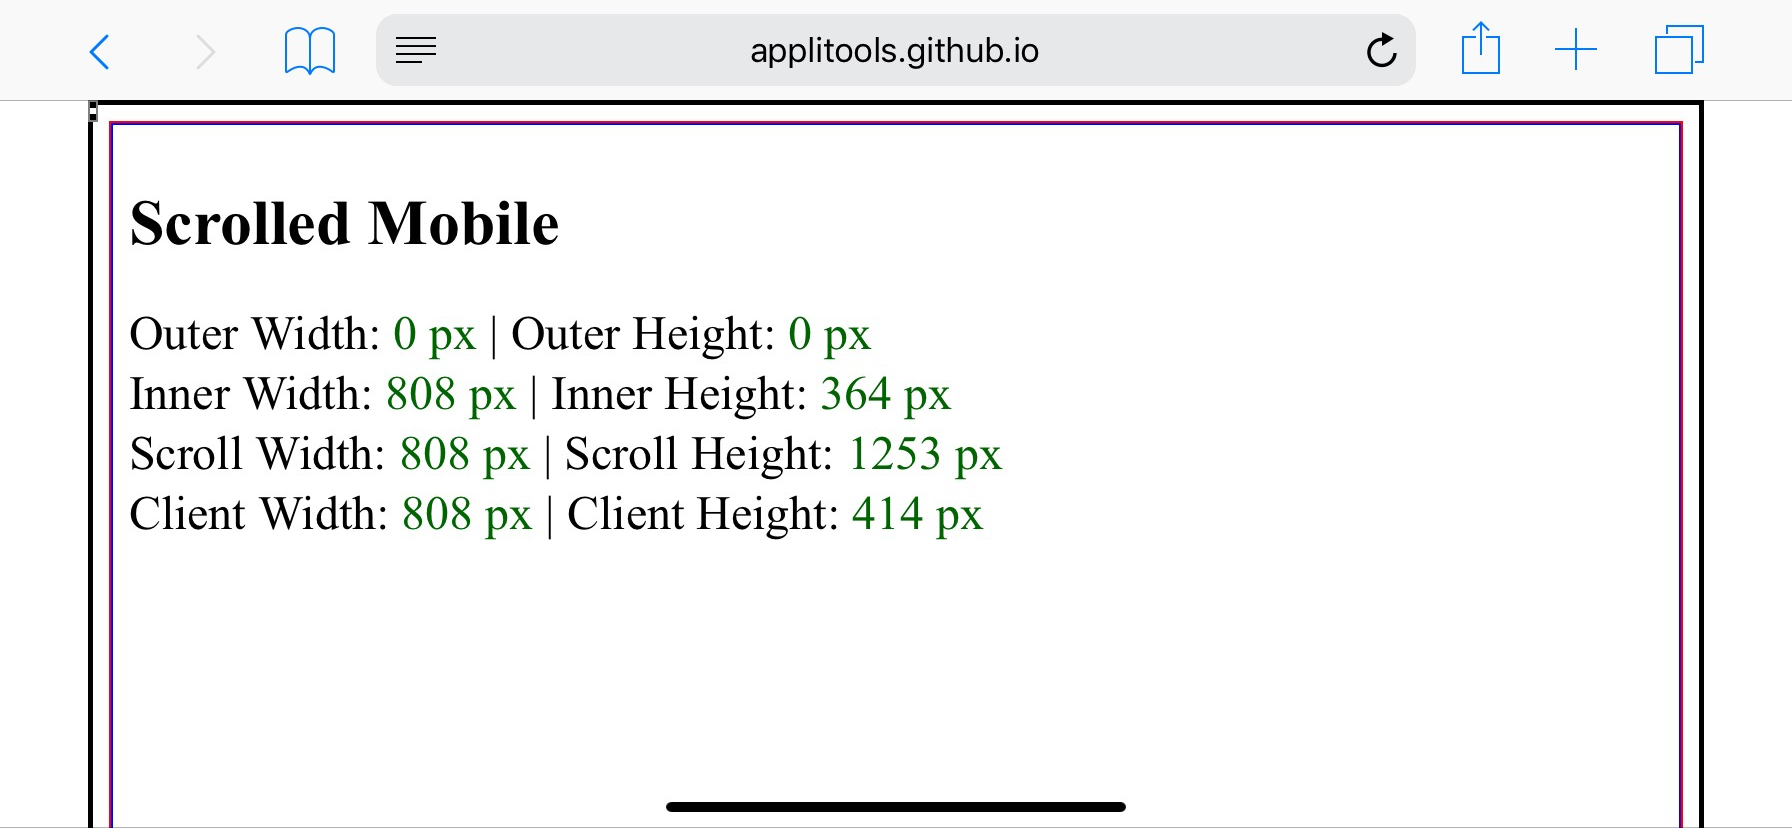 applitools.github.io
Scrolled Mobile
Outer Width: 0 px | Outer Height: 0 px
Inner Width: 808 px | Inner Height: 364 px
Scroll Width: 808 px | Scroll Height: 1253 px
Client Width: 808 px | Client Height: 414 px